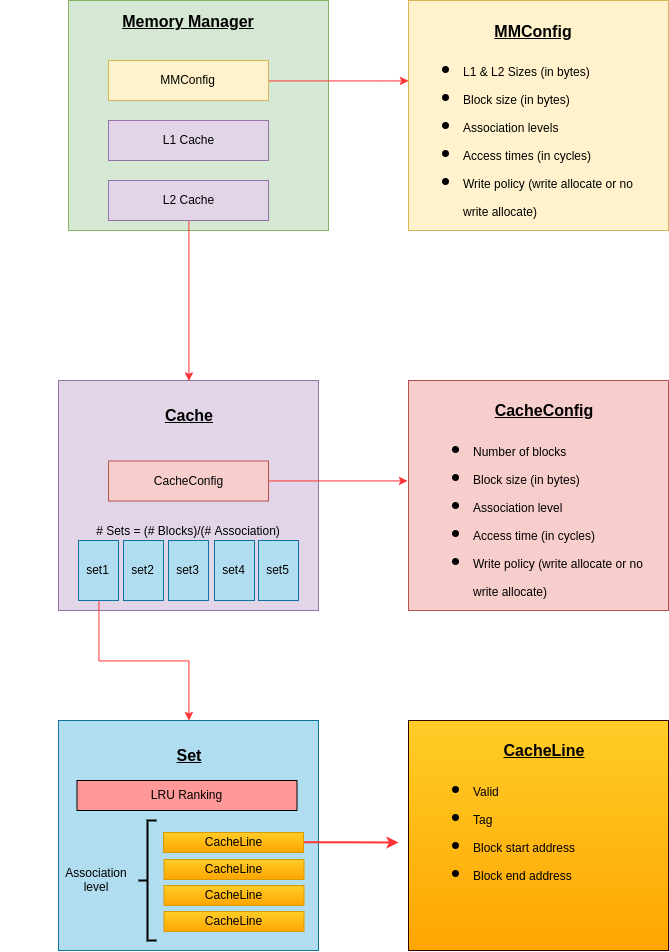 Memory Manager
MMConfig
L1 Cache
L2 Cache
MMConfig
L1 & L2 Sizes (in bytes)
Block size (in bytes)
Association levels
Access times (in cycles)
Write policy (write allocate or no
write allocate)
Cache
CacheConfig
# Sets = (# Blocks)/(# Association)
set1 set2 set3 set4 set5
CacheConfig
Number of blocks
Block size (in bytes)
Association level
Access time (in cycles)
Write policy (write allocate or no
write allocate)
Set
LRU Ranking
Association
level
CacheLine
CacheLine
CacheLine
CacheLine
CacheLine
Valid
Tag
Block start address
Block end address